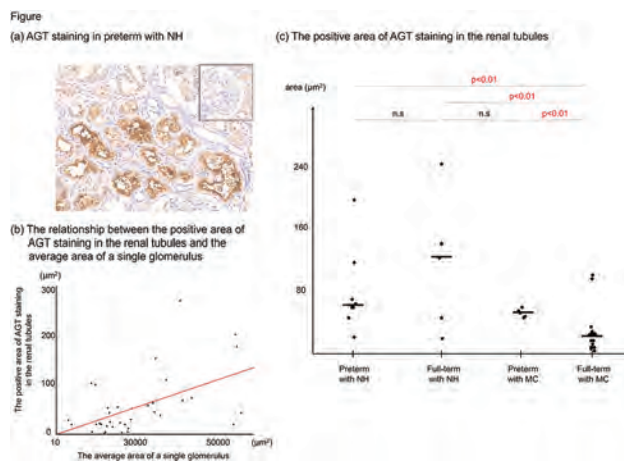 Figure
(a) AGT staining in preterm with NH
(b) The relationship between the positive area of
AGT staining in the renal tubules and the
average area of a single glomerulus
(μm²)
The positive area of AGT staining
in the renal tubules
300
200
100
0
10
30000
50000
(μm²)
The average area of a single glomerulus
(c) The positive area of AGT staining in the renal tubules
area (μm²)
p<0.01
p<0.01
n.s
n.s
p<0.01
240
160
80
Preterm
with NH
Full-term
with NH
Preterm
with MC
Full-term
with MC